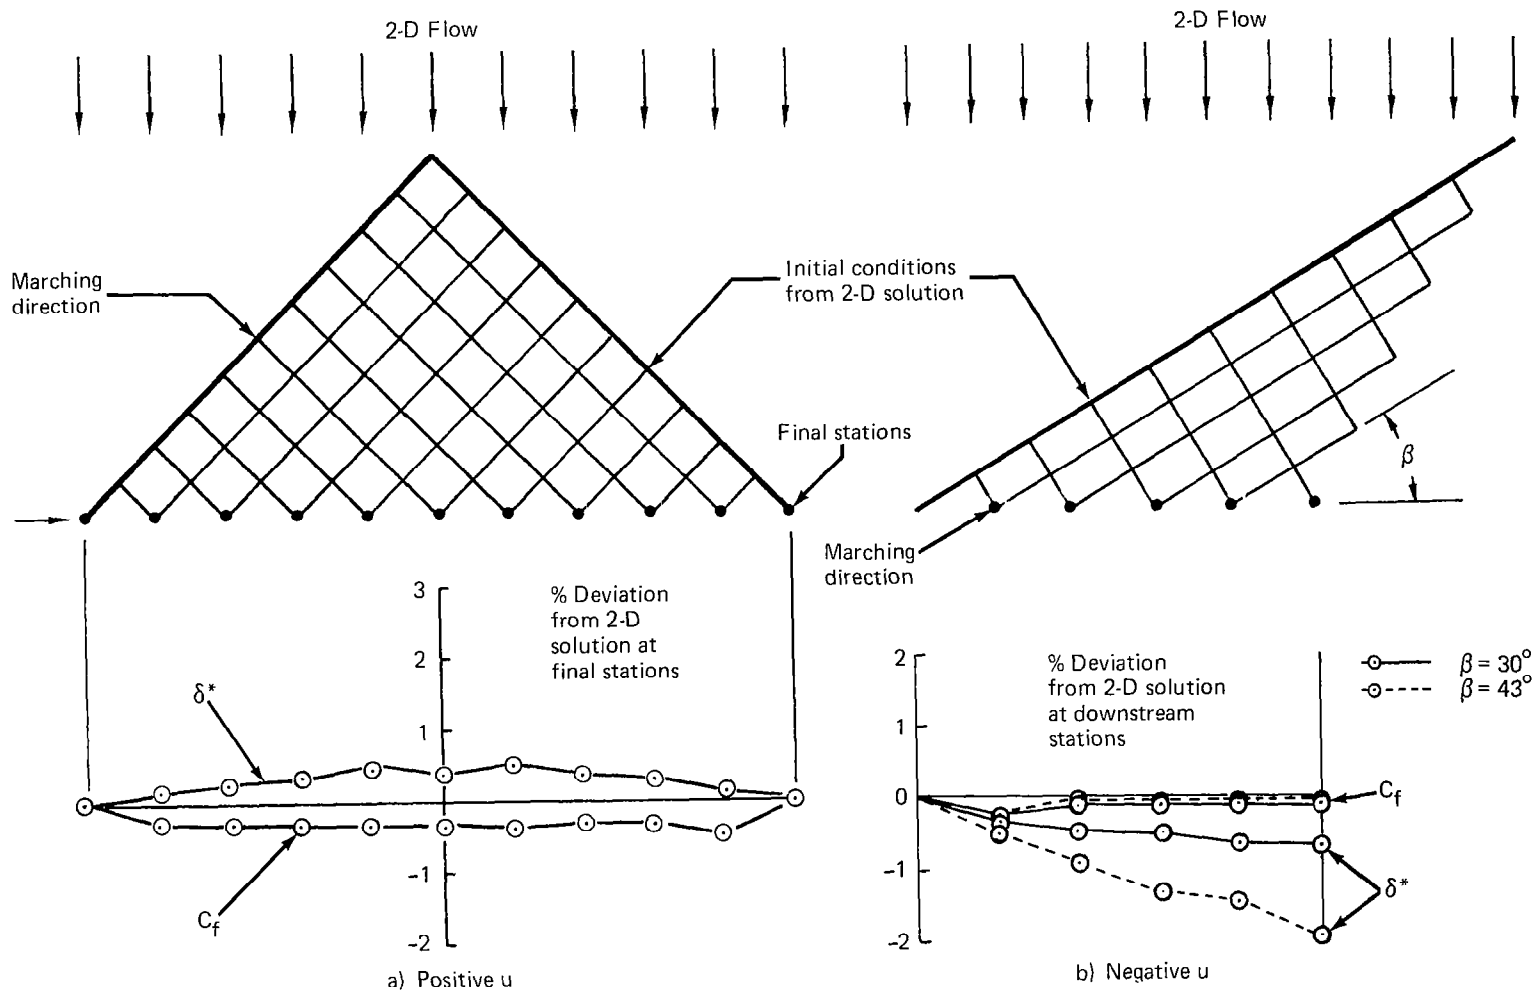 2-D Flow
2-D Flow
Marching
direction
Initial conditions
from 2-D solution
Final stations
β
Marching
direction
3
2
1
-1
-2
% Deviation
from 2-D
solution at
final stations
δ*
Cf
a) Positive u
2
1
0
-1
-2
% Deviation
from 2-D solution
at downstream
stations
β = 30°
β = 43°
Cf
δ*
b) Negative u